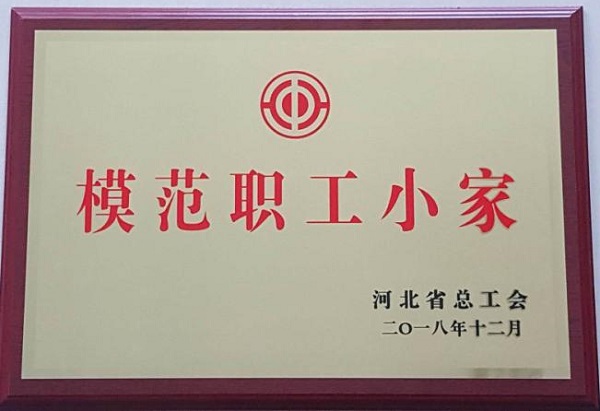 模范职工小家
河北省总工会
二〇一八年十二月